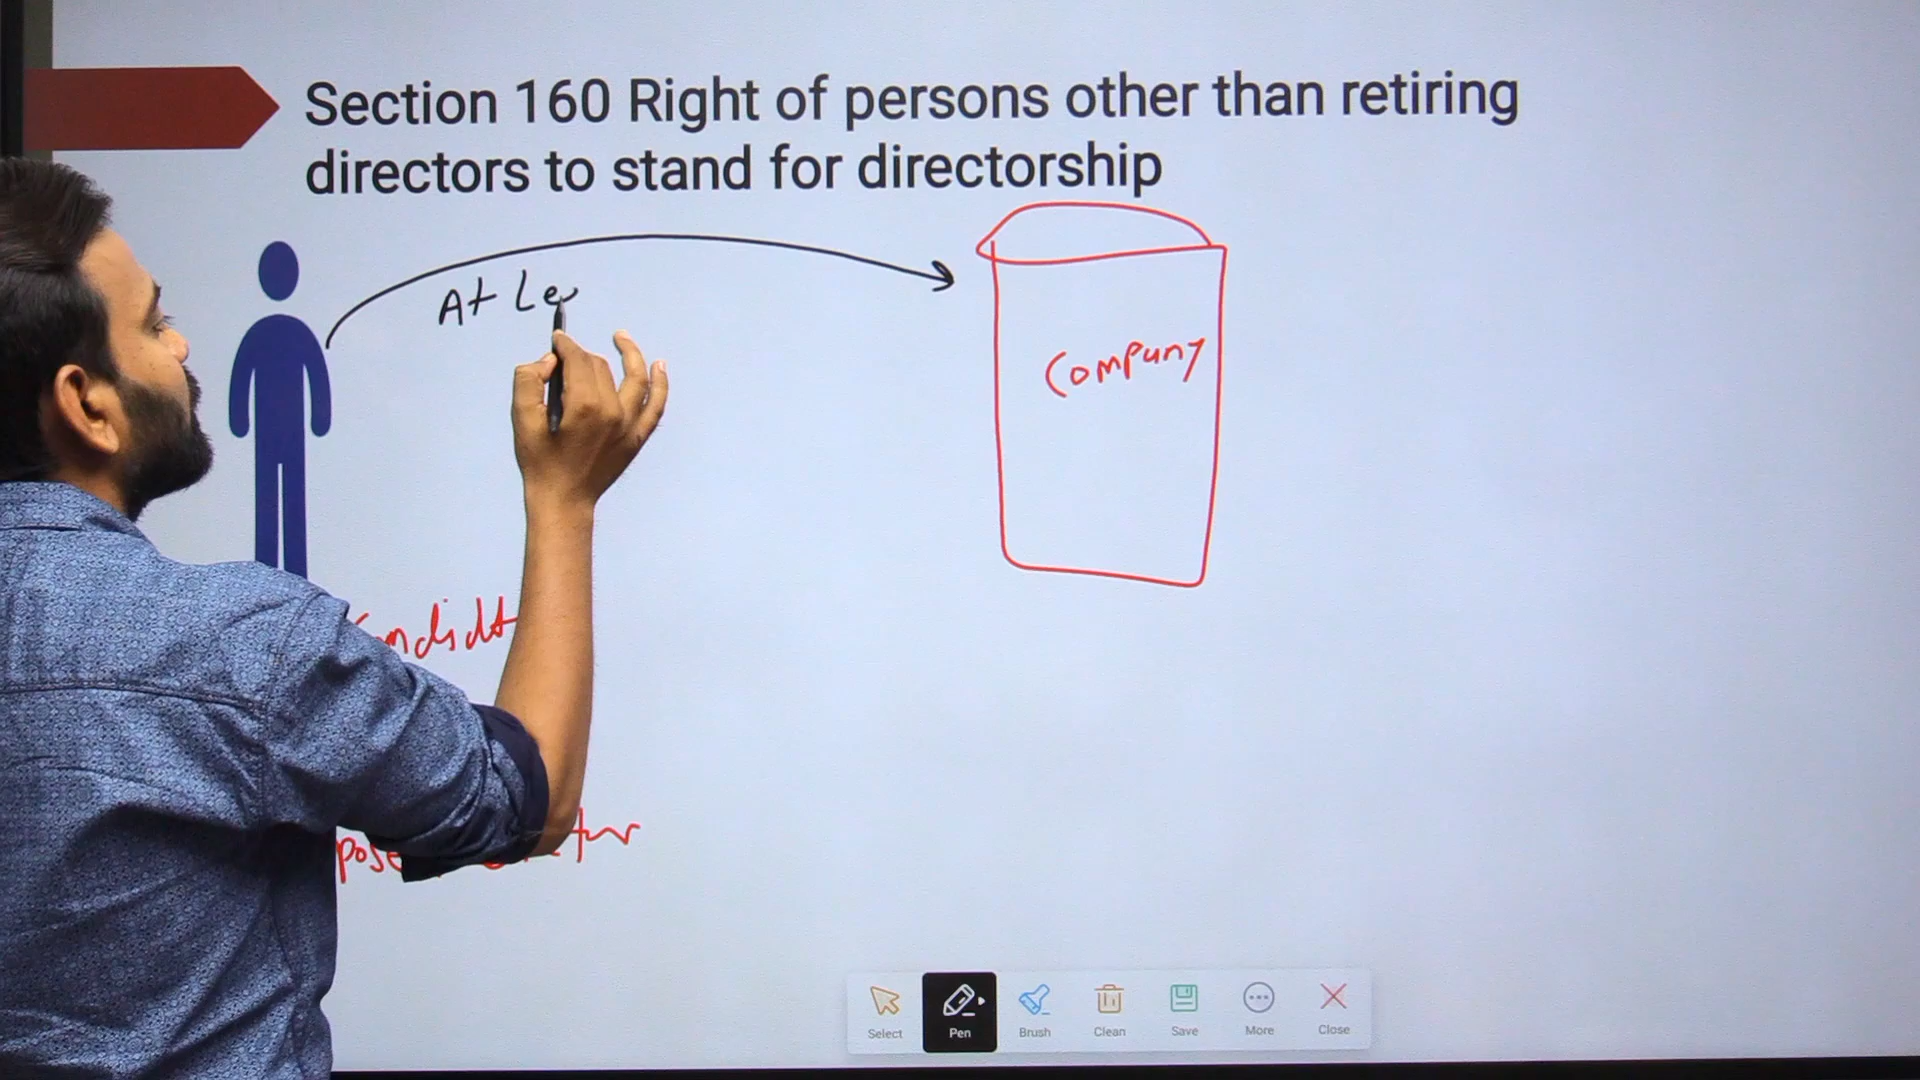 Section 160 Right of persons other than retiring
directors to stand for directorship
At Le
Company
Select Pen Brush Clean Save More Close